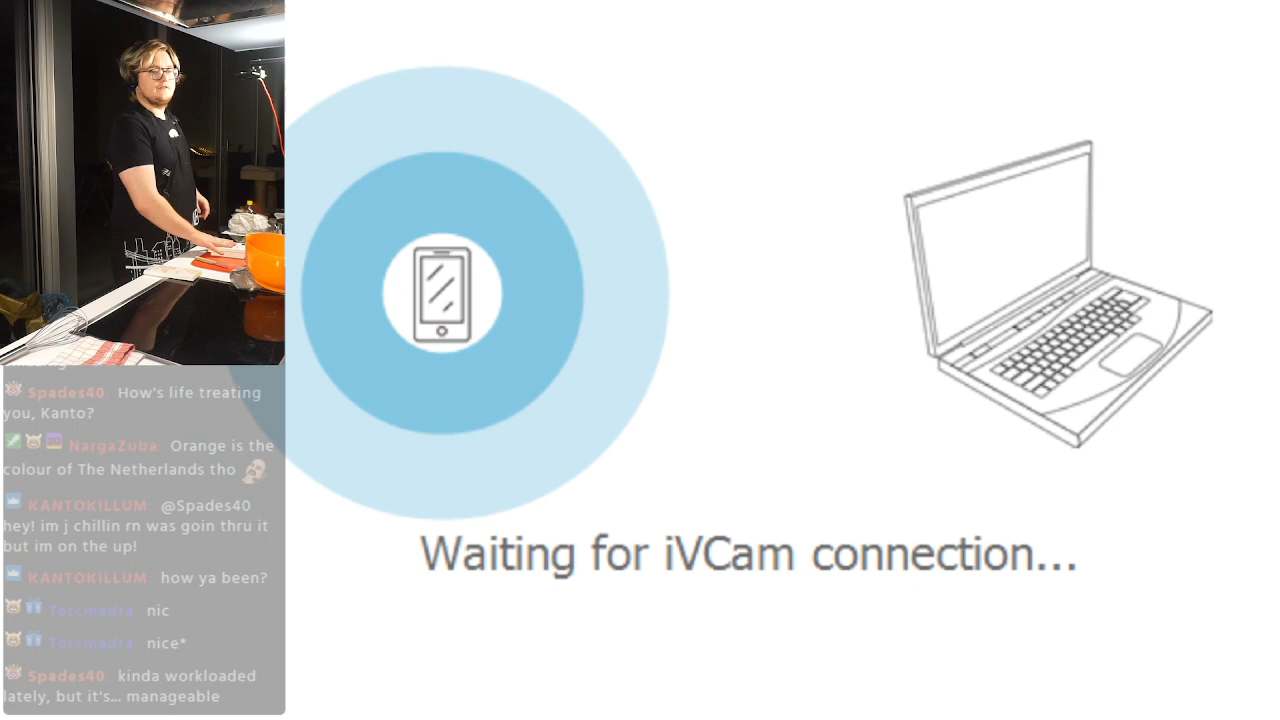 Spades40: How's life treating
you, Kanto?
NargaZuba: Orange is the
colour of The Netherlands tho
KANTOKILLUM: @Spades40
hey! im j chillin rn was goin thru it
but im on the up!
KANTOKILLUM: how ya been?
Torcmadra: nic
Torcmadra: nice*
Spades40: kinda workloaded
lately, but it's... manageable
Waiting for iVCam connection...